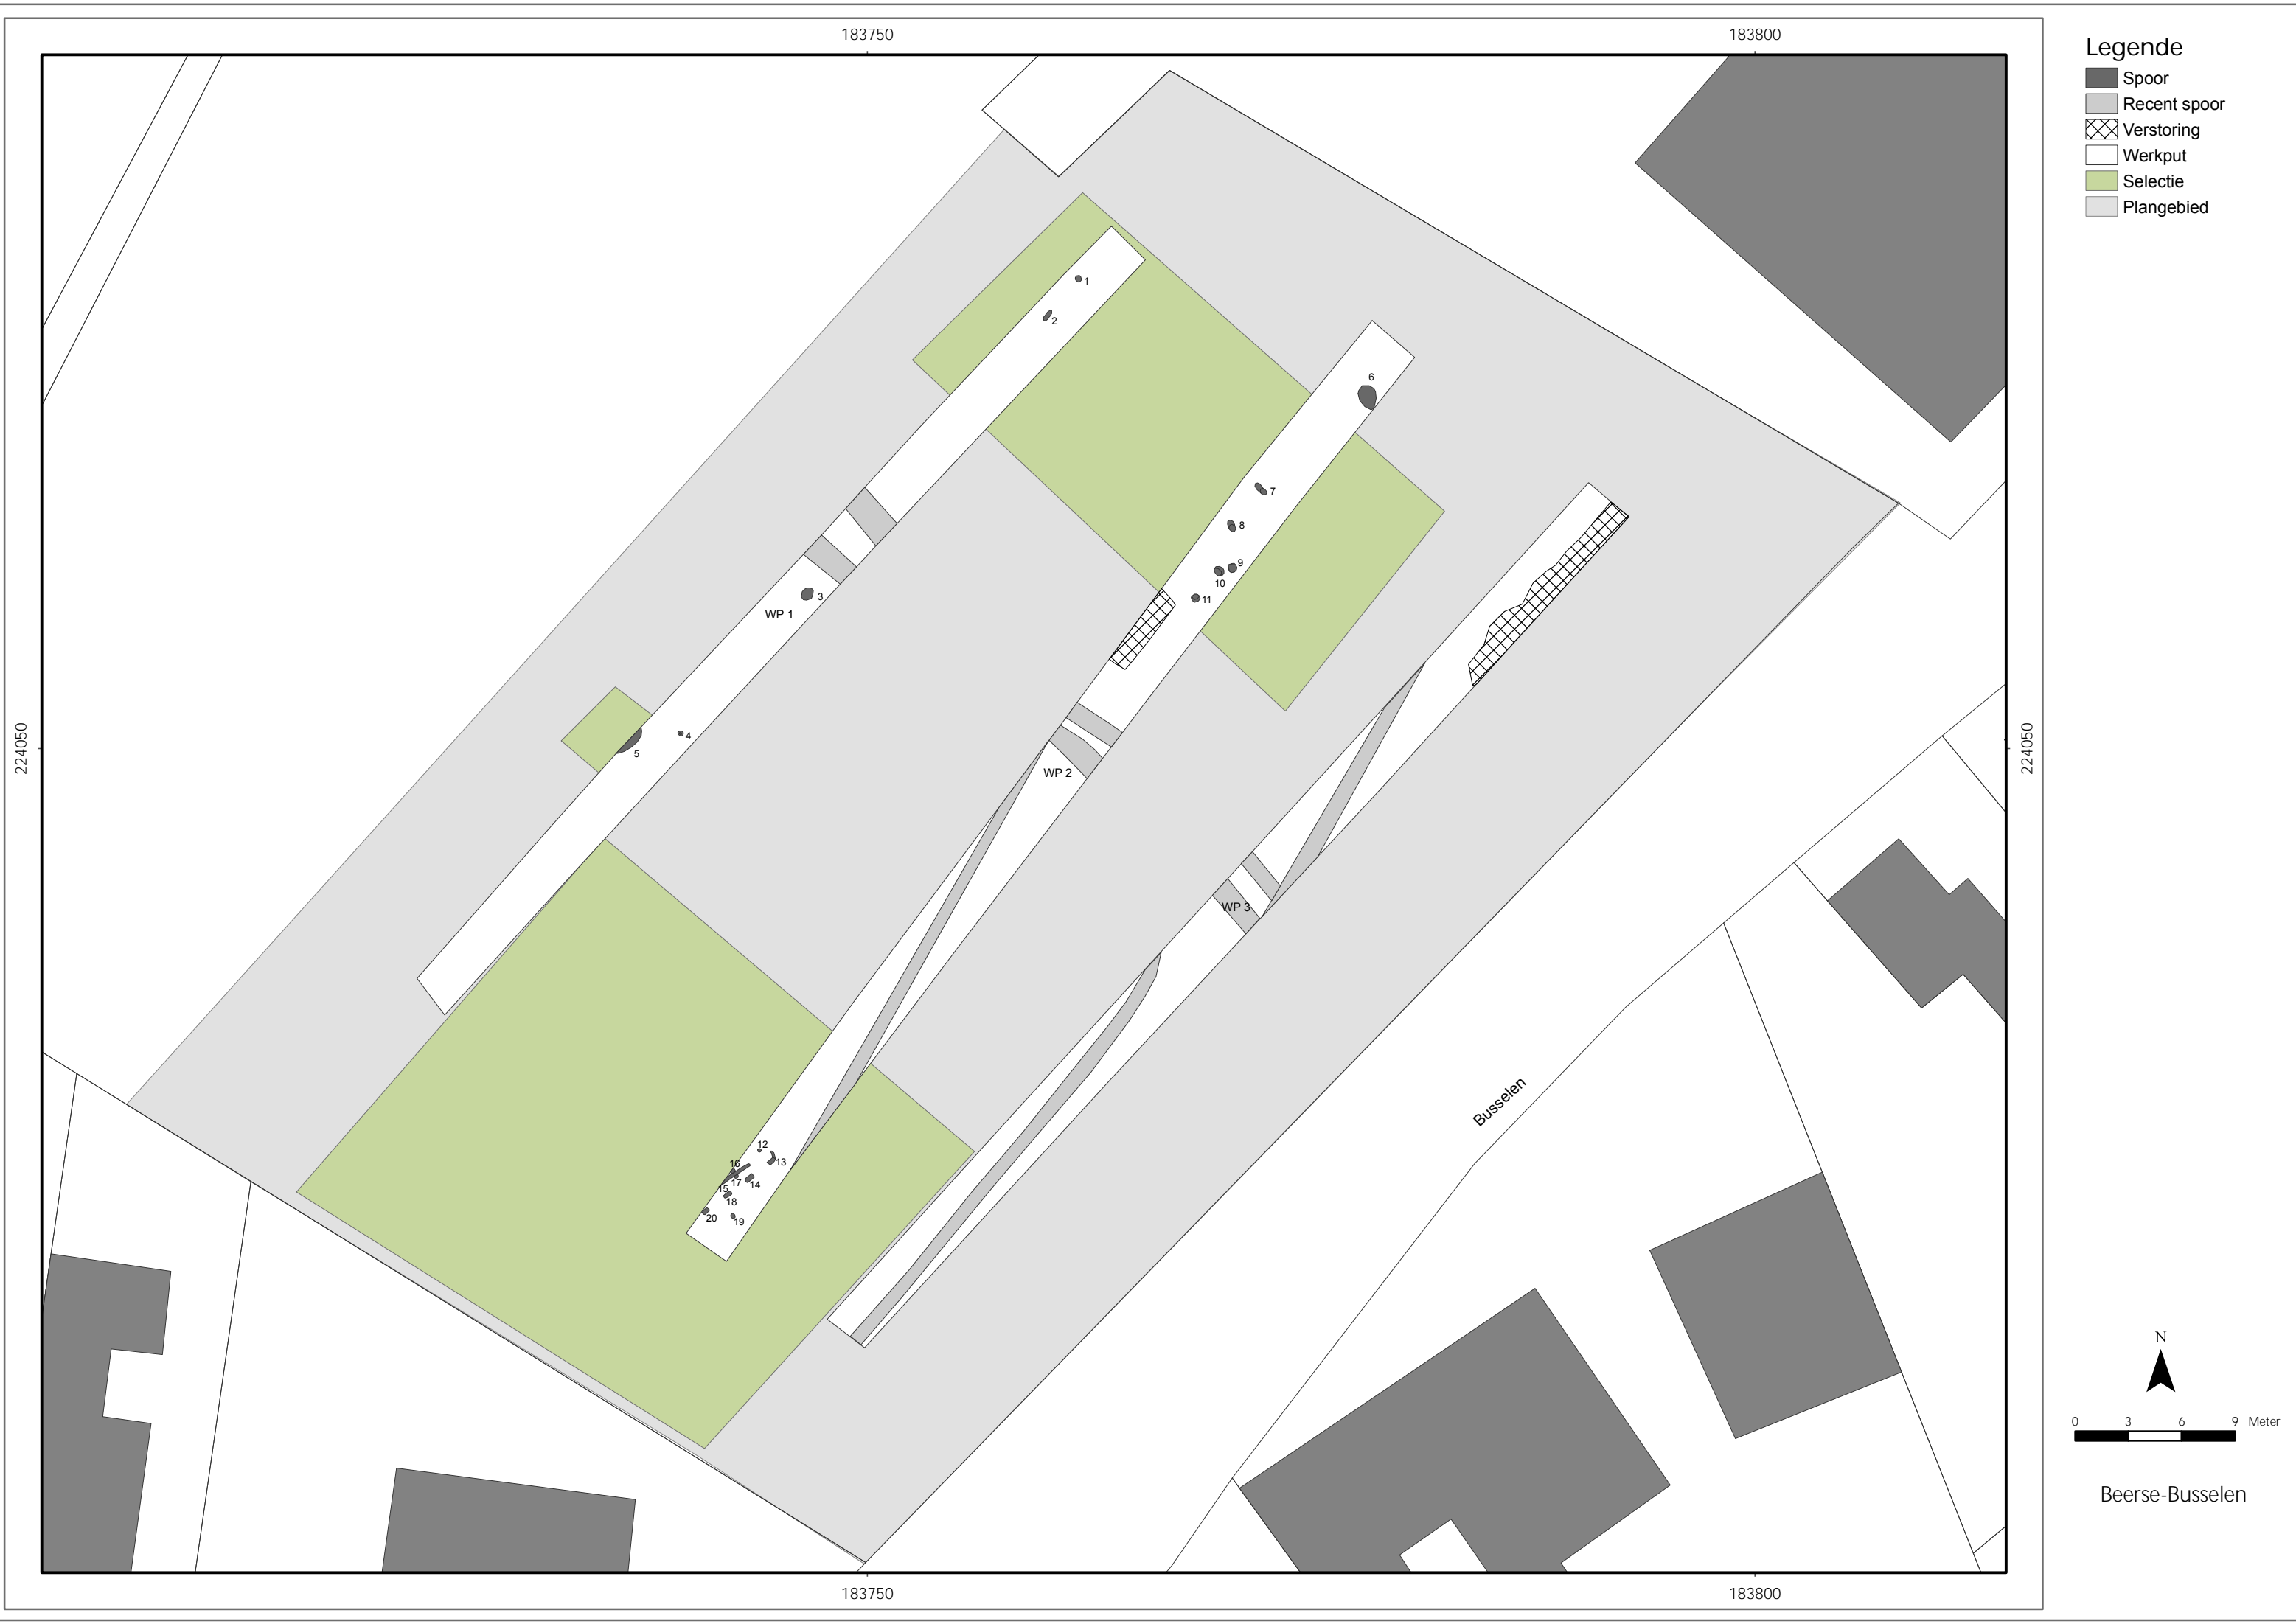 183750
183800
Legende
Spoor
Recent spoor
Verstoring
Werkput
Selectie
Plangebied
1
2
6
7
8
9
10
11
3
WP 1
4
5
224050
224050
WP 2
WP 3
Busselen
12
13
16
17
14
15
18
20
19
N
0 3 6 9 Meter
Beerse-Busselen
183750
183800